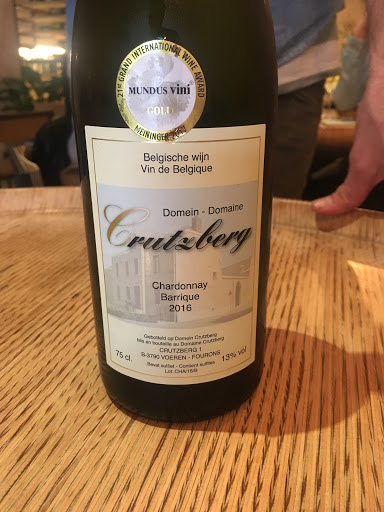 21st GRAND INTERNATIONAL WINE AWARD
MUNDUS vini
GOLD
MEININGER
Belgische wijn
Vin de Belgique
Domein - Domaine
Crutzberg
Chardonnay
Barrique
2016
Gebotteld op Domein Crutzberg
Mis en bouteille au Domaine Crutzberg
CRUTZBERG 1
75 cl. B-3790 VOEREN - FOURONS 13% vol
Bevat sulfiet - Contient sulfites
Lot: CHA/16/B